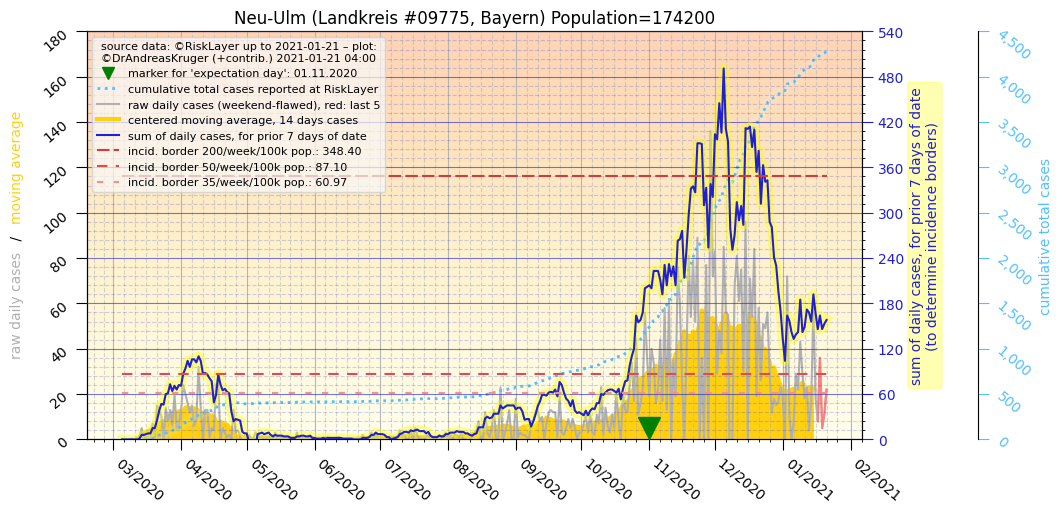 Neu-Ulm (Landkreis #09775, Bayern) Population=174200
source data: ©RiskLayer up to 2021-01-21 – plot:
©DrAndreasKruger (+contrib.) 2021-01-21 04:00
marker for 'expectation day': 01.11.2020
cumulative total cases reported at RiskLayer
raw daily cases (weekend-flawed), red: last 5
centered moving average, 14 days cases
sum of daily cases, for prior 7 days of date
incid. border 200/week/100k pop.: 348.40
incid. border 50/week/100k pop.: 87.10
incid. border 35/week/100k pop.: 60.97
raw daily cases / moving average
180
160
140
120
100
80
60
40
20
0
03/2020
04/2020
05/2020
06/2020
07/2020
08/2020
09/2020
10/2020
11/2020
12/2020
01/2021
02/2021
540
480
420
360
300
240
180
120
60
0
sum of daily cases, for prior 7 days of date
(to determine incidence borders)
4,500
4,000
3,500
3,000
2,500
2,000
1,500
1,000
500
0
cumulative total cases